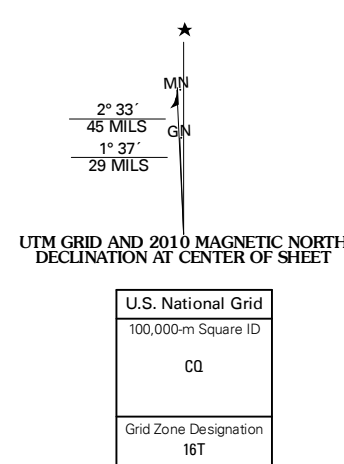 MN
2° 33´
45 MILS
GN
1° 37´
29 MILS
UTM GRID AND 2010 MAGNETIC NORTH
DECLINATION AT CENTER OF SHEET
U.S. National Grid
100,000-m Square ID
CQ
Grid Zone Designation
16T